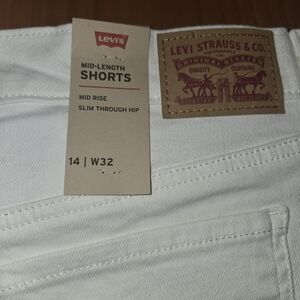 Levi's
MID-LENGTH
SHORTS
MID RISE
SLIM THROUGH HIP
14 | W32
LEVI STRAUSS & CO.
ORIGINAL RIVETED
QUALITY CLOTHING